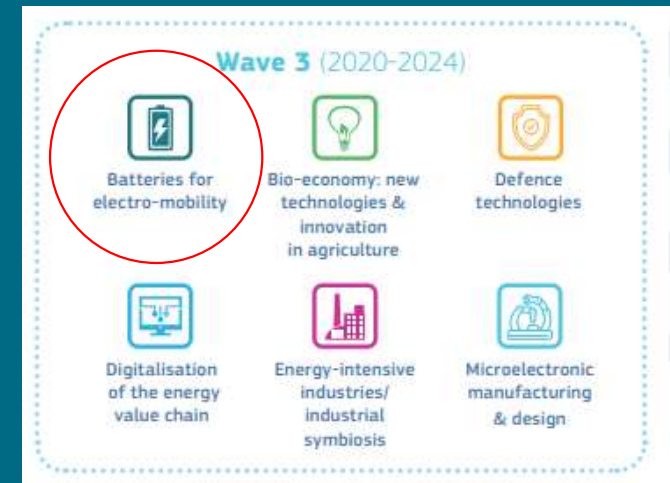 Wave 3 (2020-2024)
Batteries for
electro-mobility
Bio-economy: new
technologies &
innovation
in agriculture
Defence
technologies
Digitalisation
of the energy
value chain
Energy-intensive
industries/
industrial
symbiosis
Microelectronic
manufacturing
& design